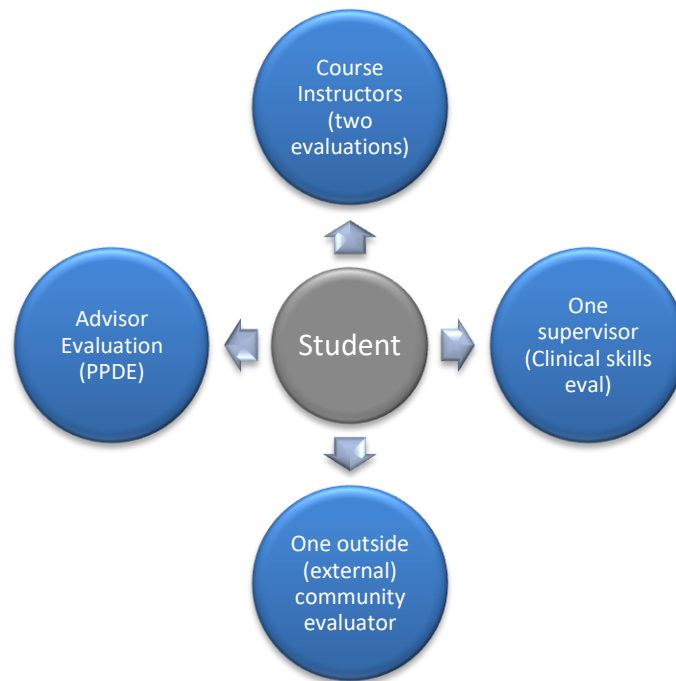 Course
Instructors
(two
evaluations)
Advisor
Evaluation
(PPDE)
Student
One
supervisor
(Clinical skills
eval)
One outside
(external)
community
evaluator